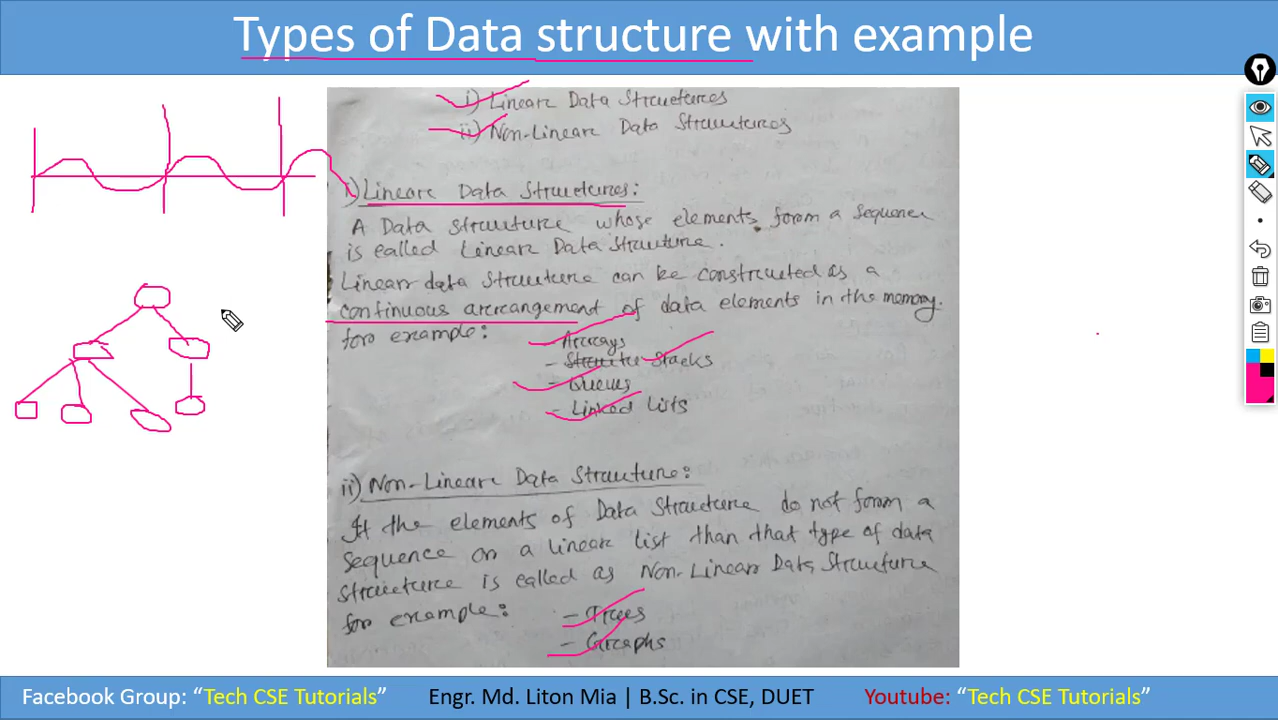 Types of Data structure with example
i) Linear Data Structures
ii) Non-Linear Data Structures
i) Linear Data Structures:
A Data structure whose elements form a sequence
is called Linear Data Structure.
Linear data structure can be constructed as a
continuous arrangement of data elements in the memory.
for example:
- Arrays
- Stacks
- Queues
- Linked lists
ii) Non-Linear Data Structure:
If the elements of Data Structure do not form a
sequence or a linear list than that type of data
structure is called as Non-Linear Data Structure
for example:
- Trees
- Graphs
Facebook Group: “Tech CSE Tutorials” Engr. Md. Liton Mia | B.Sc. in CSE, DUET Youtube: “Tech CSE Tutorials”